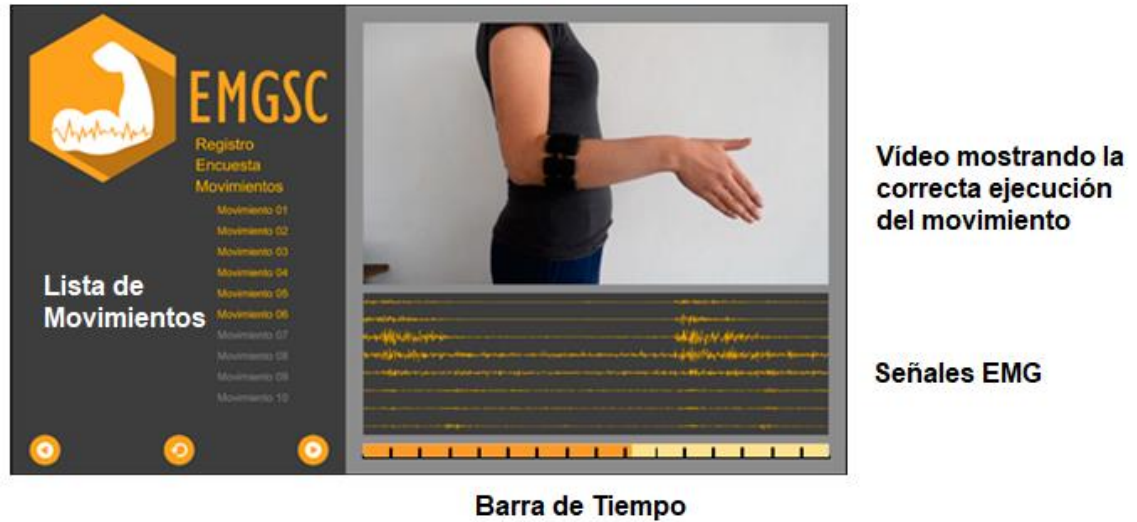 EMGSC
Registro
Encuesta
Movimientos
Movimiento 01
Movimiento 02
Movimiento 03
Movimiento 04
Movimiento 05
Movimiento 06
Movimiento 07
Movimiento 08
Movimiento 09
Movimiento 10
Lista de
Movimientos
Vídeo mostrando la
correcta ejecución
del movimiento
Señales EMG
Barra de Tiempo